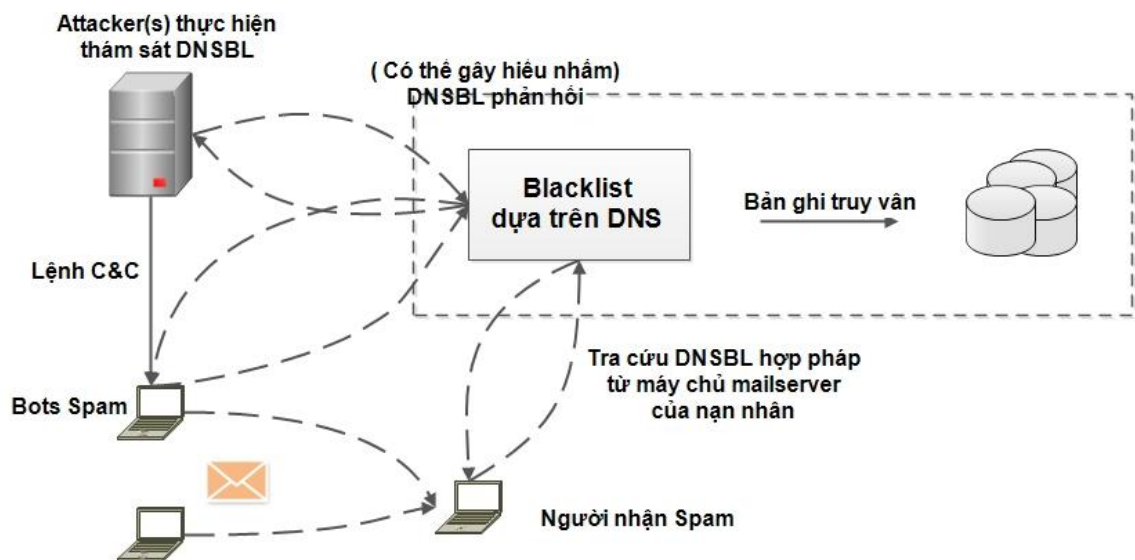 Attacker(s) thực hiện
thám sát DNSBL
( Có thể gây hiểu nhầm)
DNSBL phản hồi
Blacklist
dựa trên DNS
Bản ghi truy vấn
Lệnh C&C
Tra cứu DNSBL hợp pháp
từ máy chủ mailserver
của nạn nhân
Bots Spam
Người nhận Spam